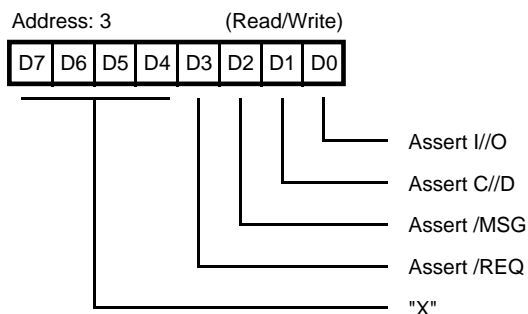 Address: 3 (Read/Write)
D7 D6 D5 D4 D3 D2 D1 D0
Assert I//O
Assert C//D
Assert /MSG
Assert /REQ
"X"